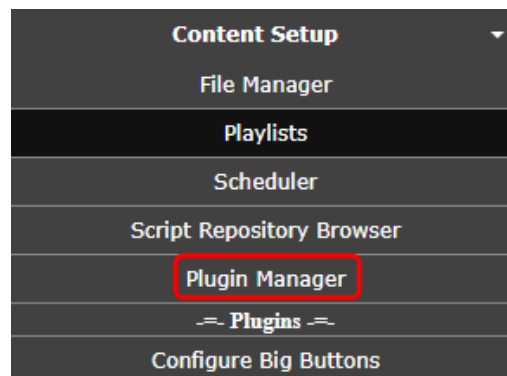 Content Setup
File Manager
Playlists
Scheduler
Script Repository Browser
Plugin Manager
-=- Plugins -=-
Configure Big Buttons